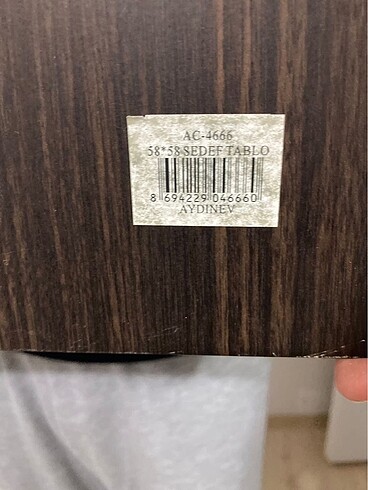 AC-4666
58*58 SEDEF TABLO
8 694229 046660
AYDINEV